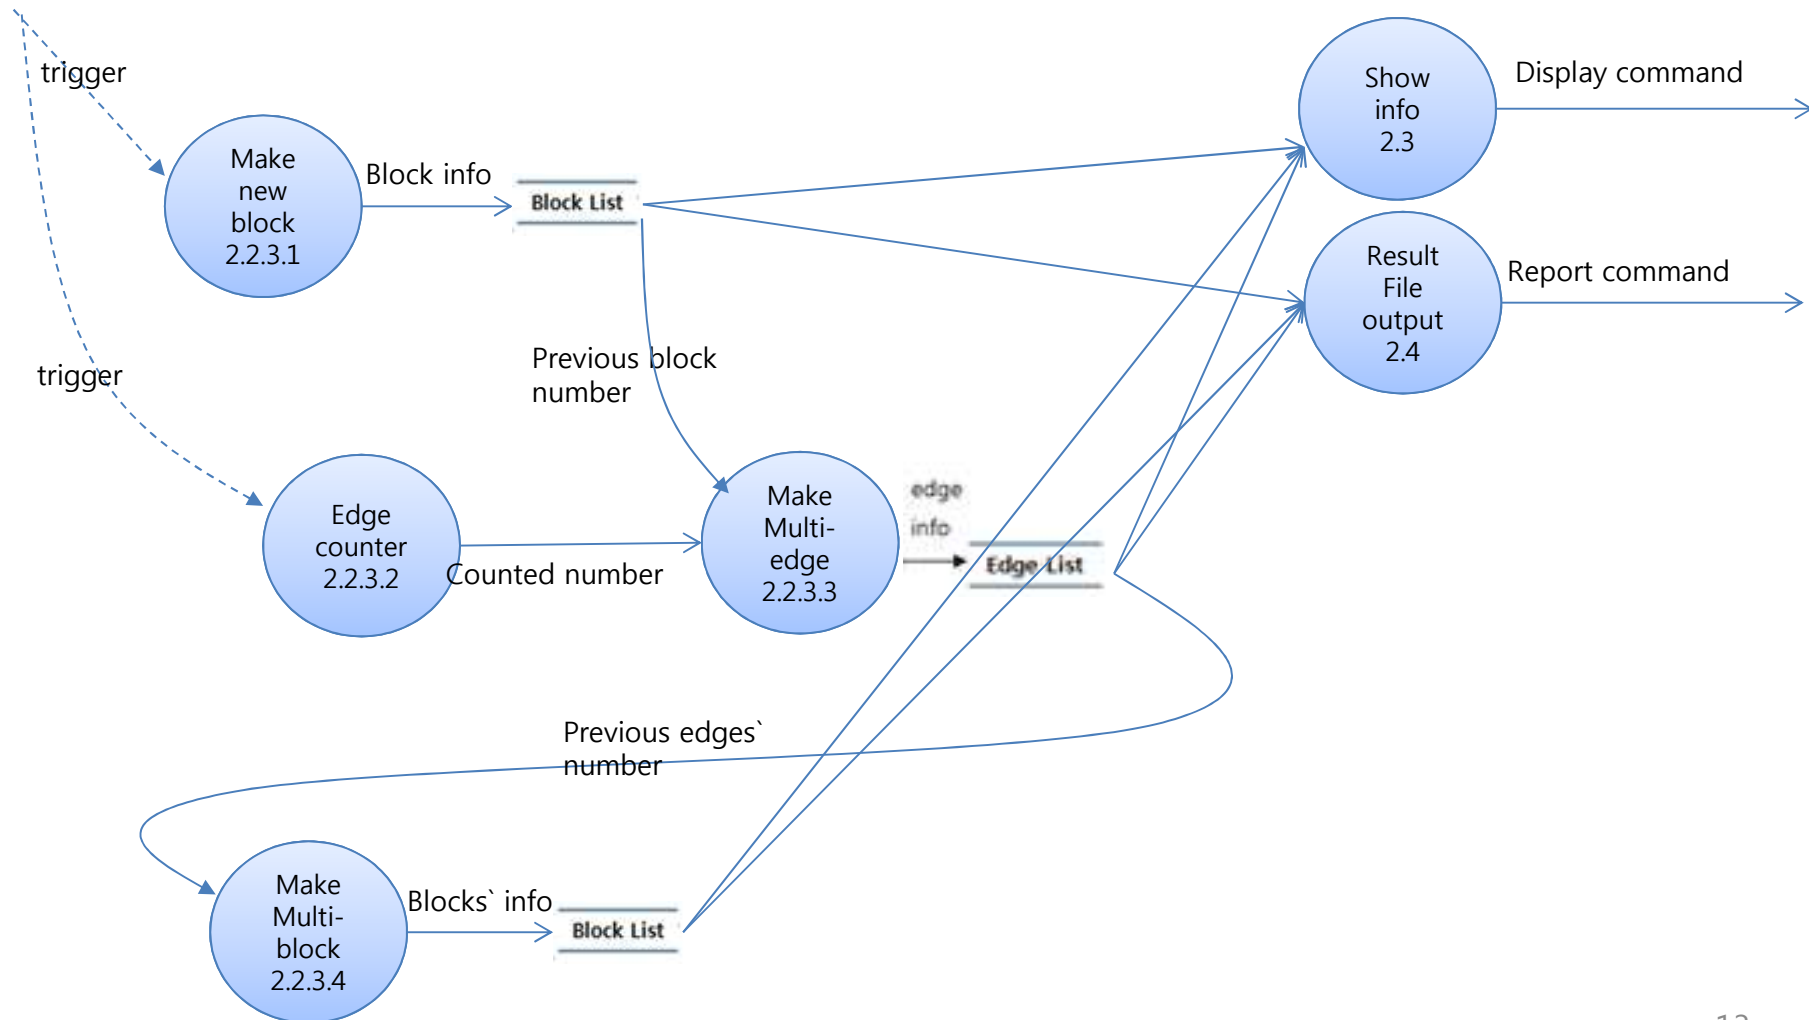 trigger
Make
new
block
2.2.3.1
Block info
Block List
Show
info
2.3
Display command
Result
File
output
2.4
Report command
Previous block
number
trigger
Edge
counter
2.2.3.2
Counted number
Make
Multi-
edge
2.2.3.3
edge
info
Edge List
Previous edges`
number
Make
Multi-
block
2.2.3.4
Blocks` info
Block List